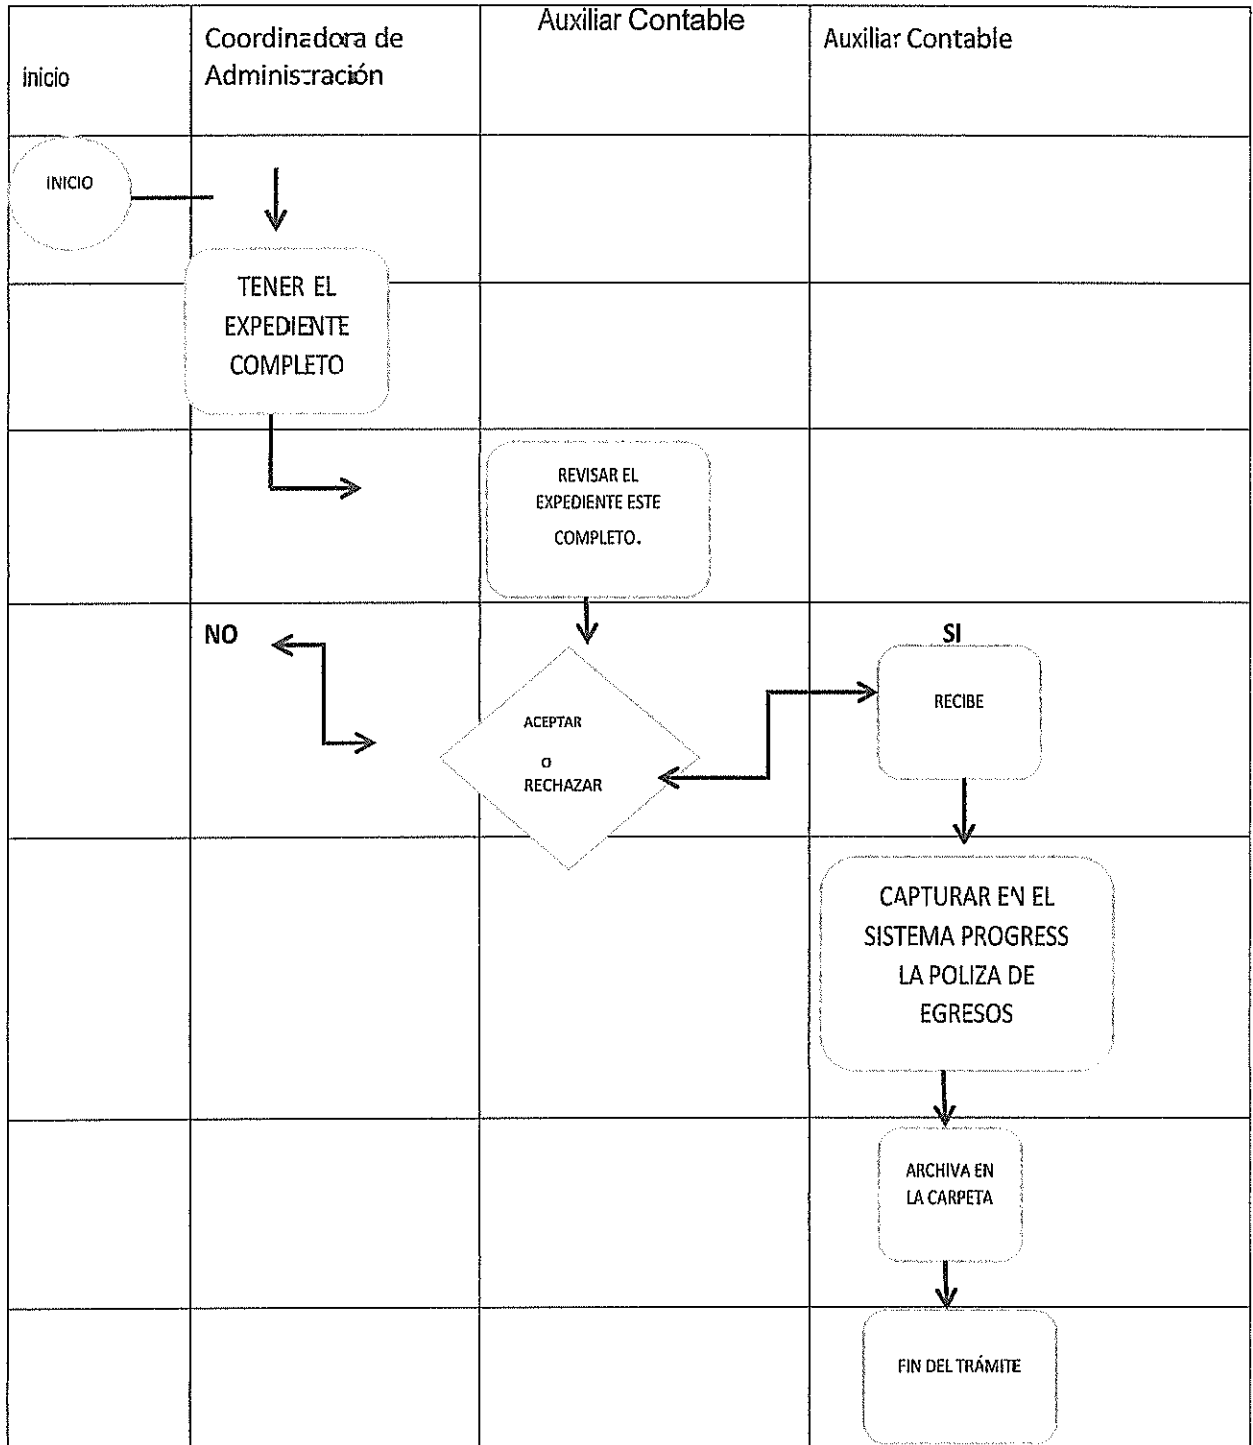 Auxiliar Contable
Coordinadora de
Administración
Auxiliar Contable
inicio
INICIO
TENER EL
EXPEDIENTE
COMPLETO
REVISAR EL
EXPEDIENTE ESTE
COMPLETO.
NO
SI
RECIBE
ACEPTAR
O
RECHAZAR
CAPTURAR EN EL
SISTEMA PROGRESS
LA POLIZA DE
EGRESOS
ARCHIVA EN
LA CARPETA
FIN DEL TRÁMITE